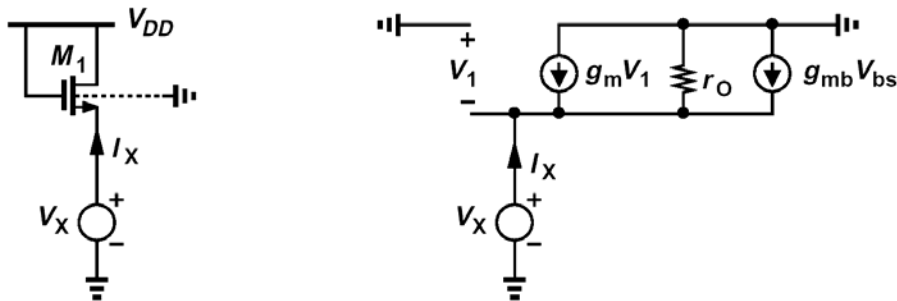 V_DD
M_1
I_X
V_X
+
−
+
V_1
−
g_mV_1
r_O
g_mbV_bs
I_X
V_X
+
−